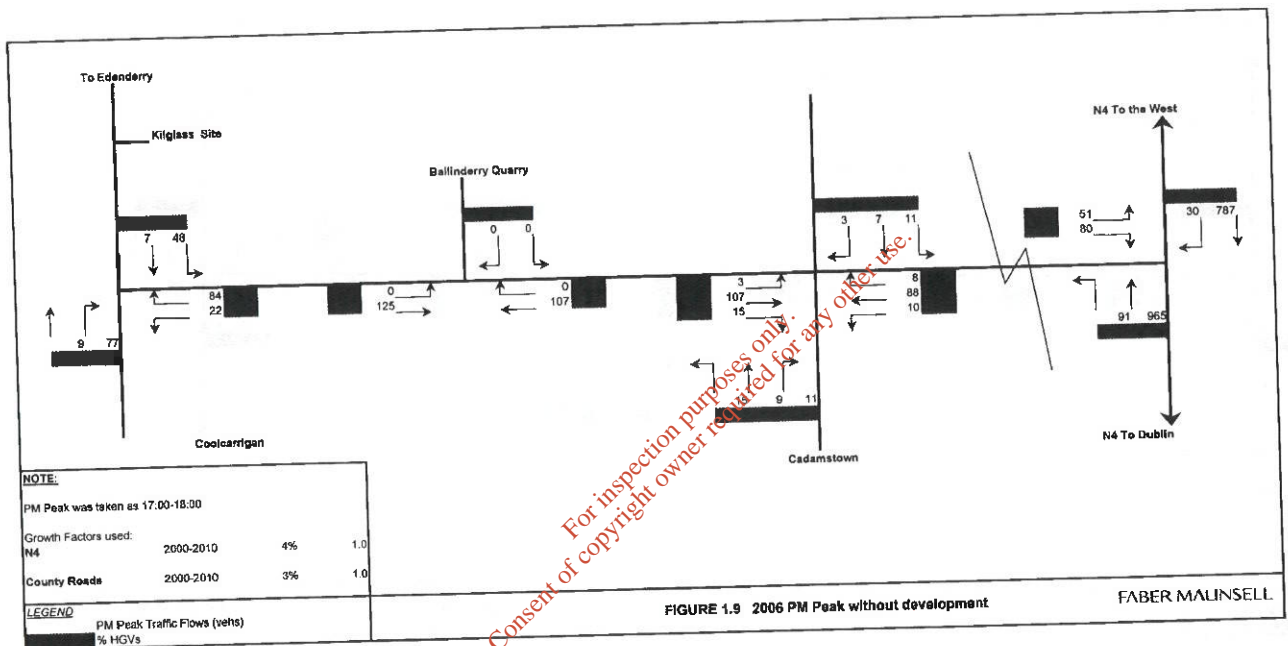 To Edenderry
Kilglass Site
Ballinderry Quarry
N4 To the West
7 48
0 0
3 7 11
51
80
30 787
84
22
0
125
0
107
3
107
15
8
88
10
9 77
91 965
9 11
Coolcarrigan
Cadamstown
N4 To Dublin
NOTE:
PM Peak was taken as 17:00-18:00
Growth Factors used:
N4 2000-2010 4% 1.0
County Roads 2000-2010 3% 1.0
LEGEND
PM Peak Traffic Flows (vehs)
% HGVs
FIGURE 1.9 2006 PM Peak without development
FABER MAUNSELL
For inspection purposes only.
Consent of copyright owner required for any other use.